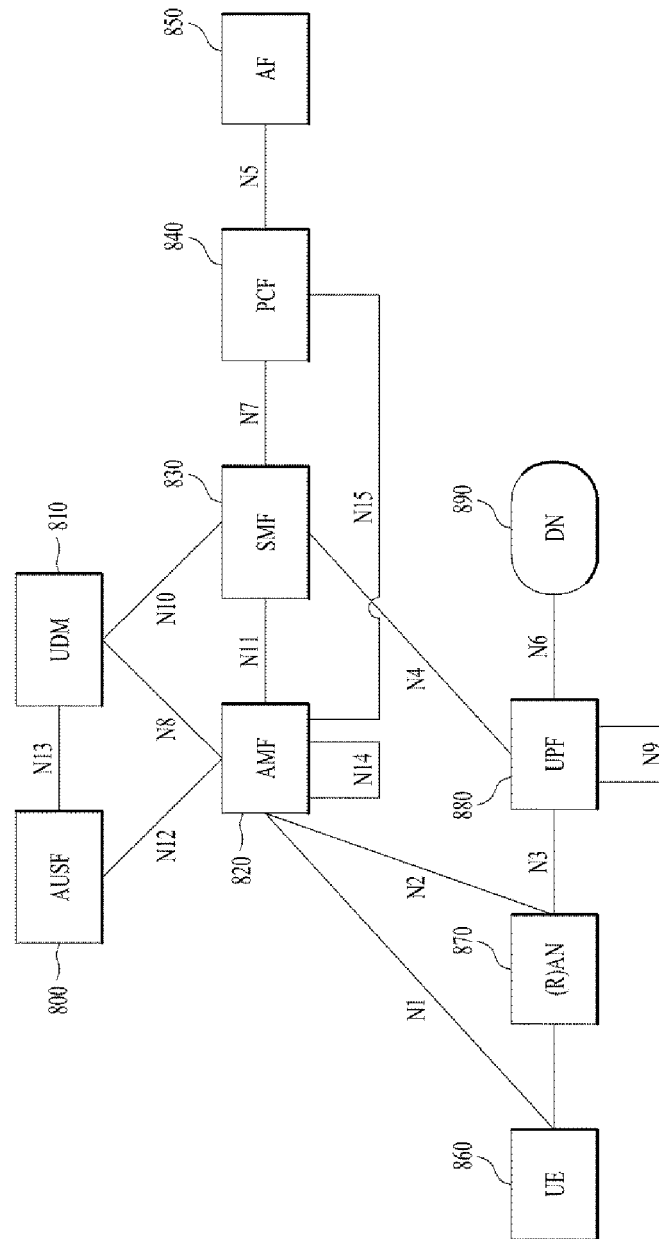 800
AUSF
N13
810
UDM
N12
N8
N10
820
AMF
N14
N11
830
SMF
N7
840
PCF
N5
850
AF
N15
N1
N2
N4
860
UE
870
(R)AN
N3
880
UPF
N9
N6
890
DN